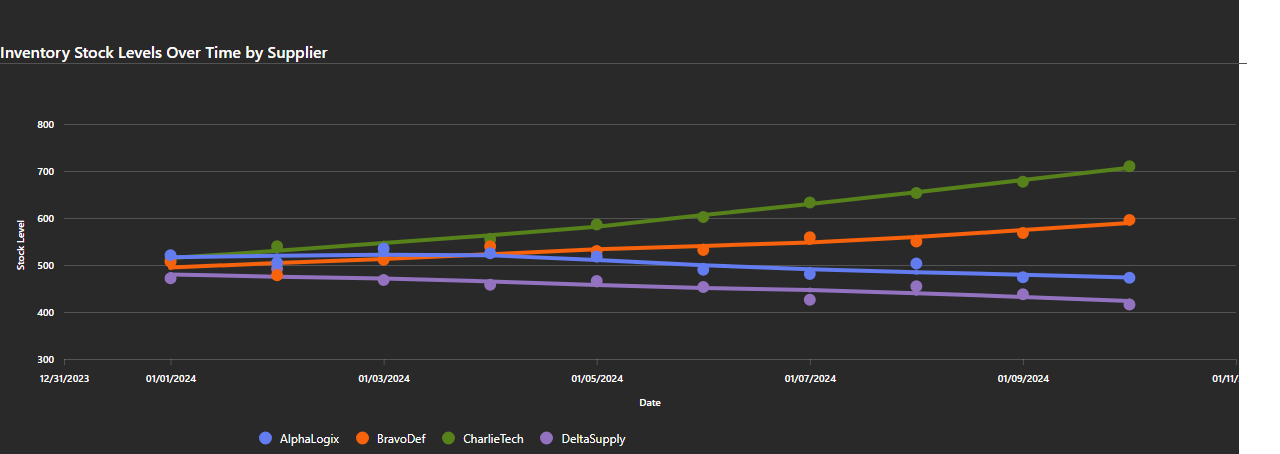 Inventory Stock Levels Over Time by Supplier
800
700
600
500
400
300
Stock Level
12/31/2023 01/01/2024 01/03/2024 01/05/2024 01/07/2024 01/09/2024 01/11/
Date
AlphaLogix BravoDef CharlieTech DeltaSupply